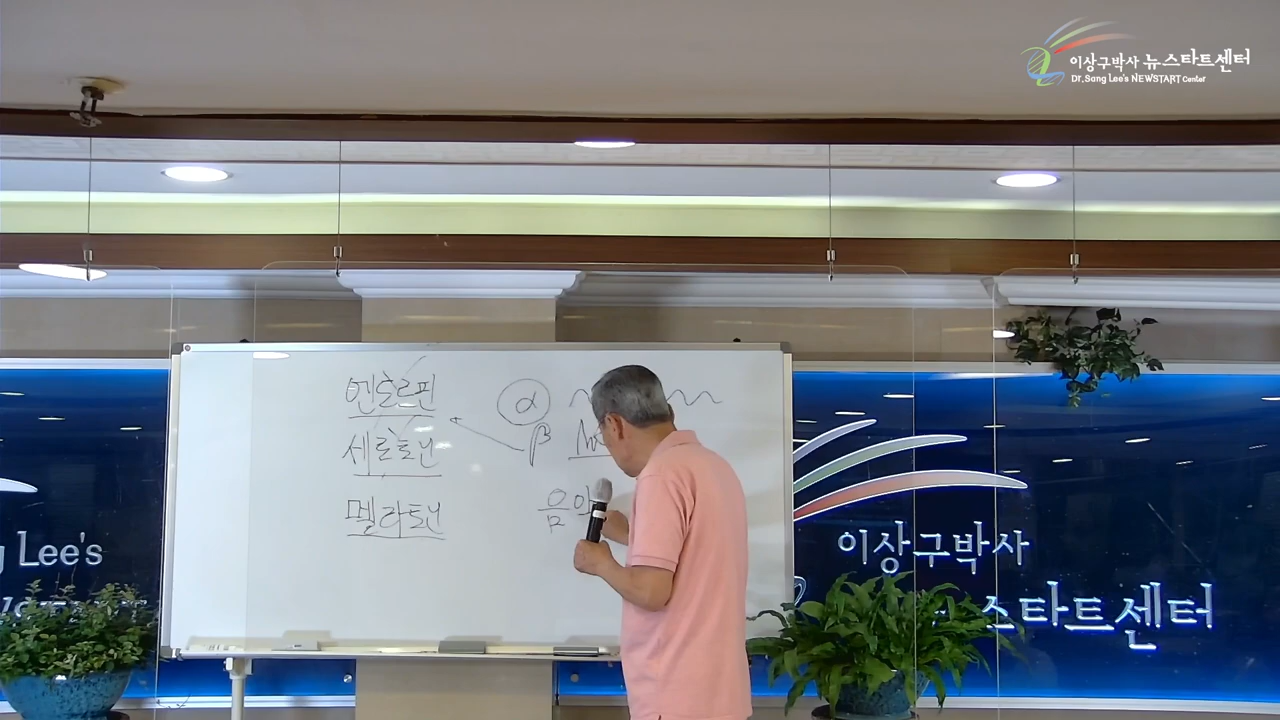 이상구박사 뉴스타트센터
Dr. Sang Lee's NEWSTART Center
엔돌핀
세로토닌
멜라토닌
α
β
음
Lee's
이상구박사
스타트센터